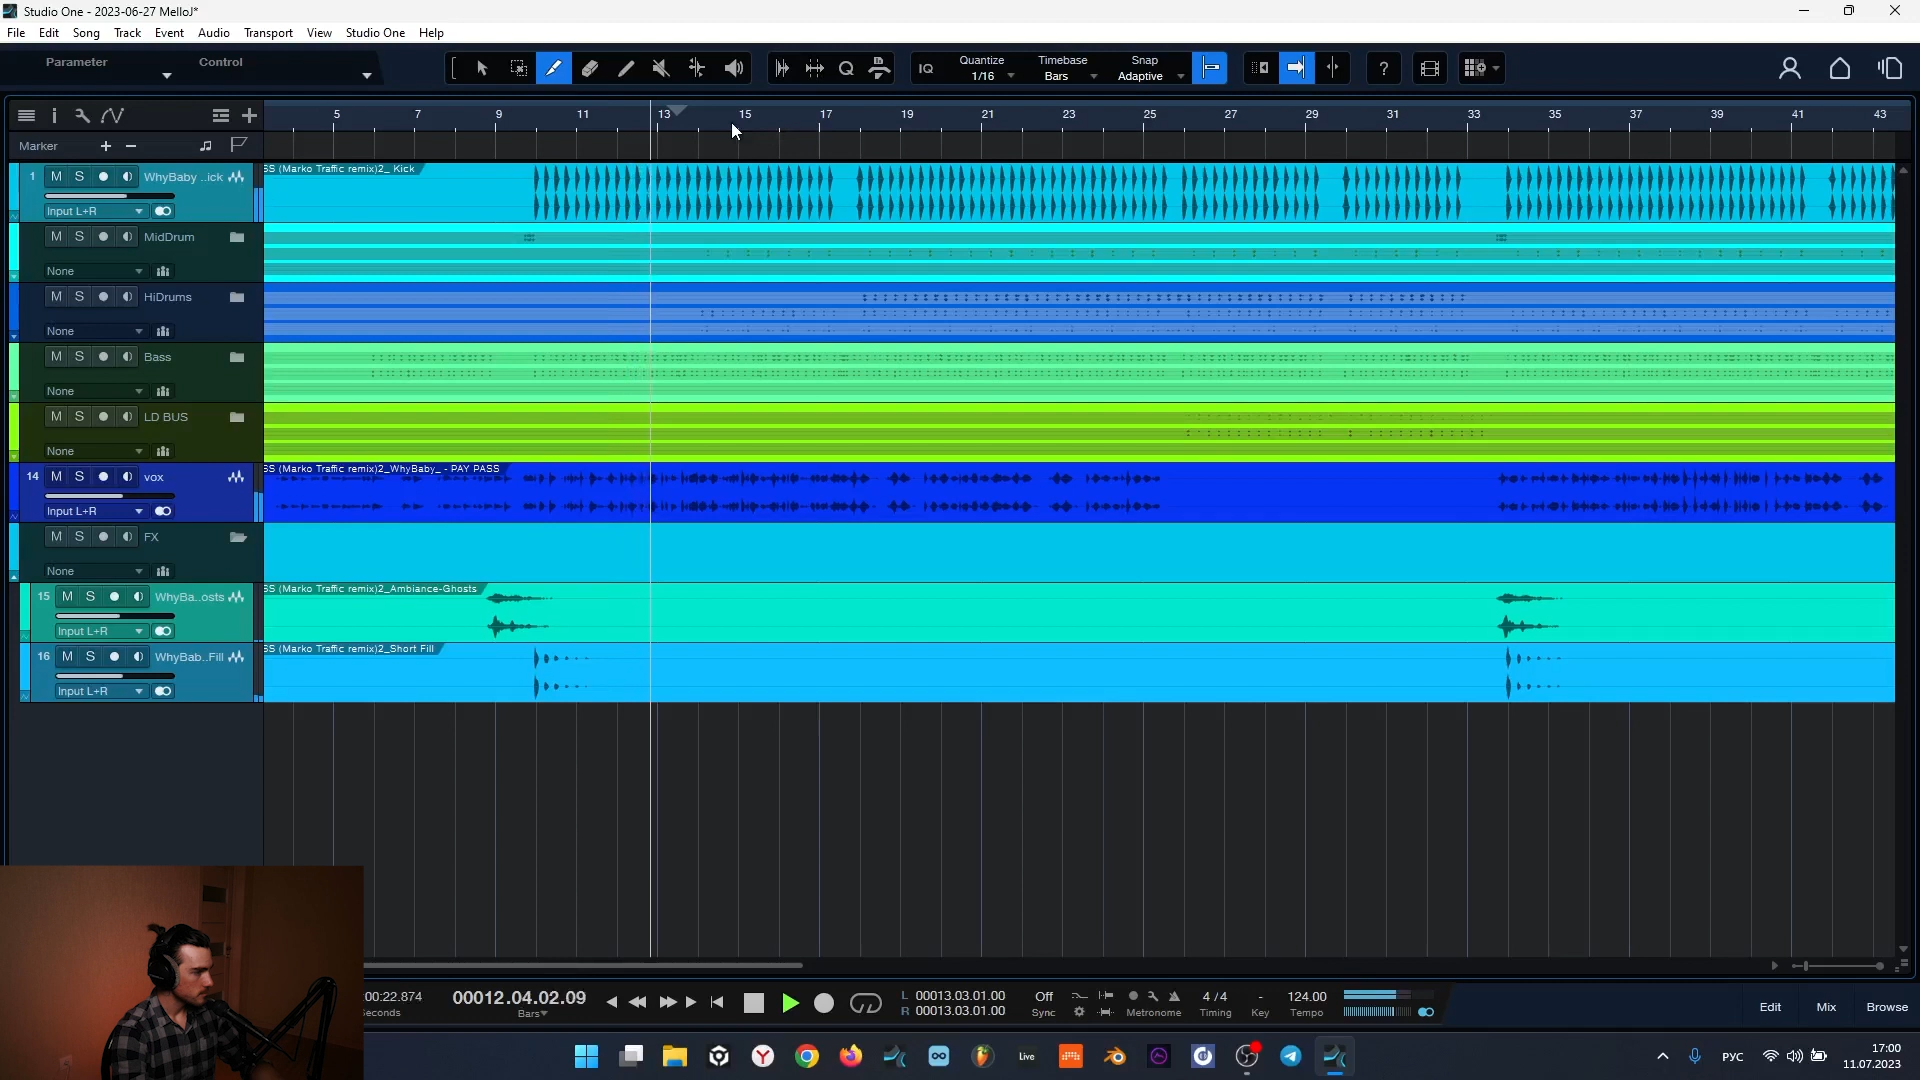 Studio One - 2023-06-27 MelloJ*
File Edit Song Track Event Audio Transport View Studio One Help
Parameter Control
IQ Quantize 1/16 Timebase Bars Snap Adaptive ?
5 7 9 11 13 15 17 19 21 23 25 27 29 31 33 35 37 39 41 43
Marker + −
1 M S WhyBaby ..ick
Input L+R
SS (Marko Traffic remix)2_ Kick
M S MidDrum
None
M S HiDrums
None
M S Bass
None
M S LD BUS
None
14 M S vox
Input L+R
SS (Marko Traffic remix)2_WhyBaby_ - PAY PASS
M S FX
None
15 M S WhyBa..osts
Input L+R
SS (Marko Traffic remix)2_Ambiance-Ghosts
16 M S WhyBab..Fill
Input L+R
SS (Marko Traffic remix)2_Short Fill
:00:22.874
seconds
00012.04.02.09
Bars
L 00013.03.01.00
R 00013.03.01.00
Off
Sync
Metronome
4 / 4
Timing
-
Key
124.00
Tempo
Edit Mix Browse
Live
РУС
17:00
11.07.2023